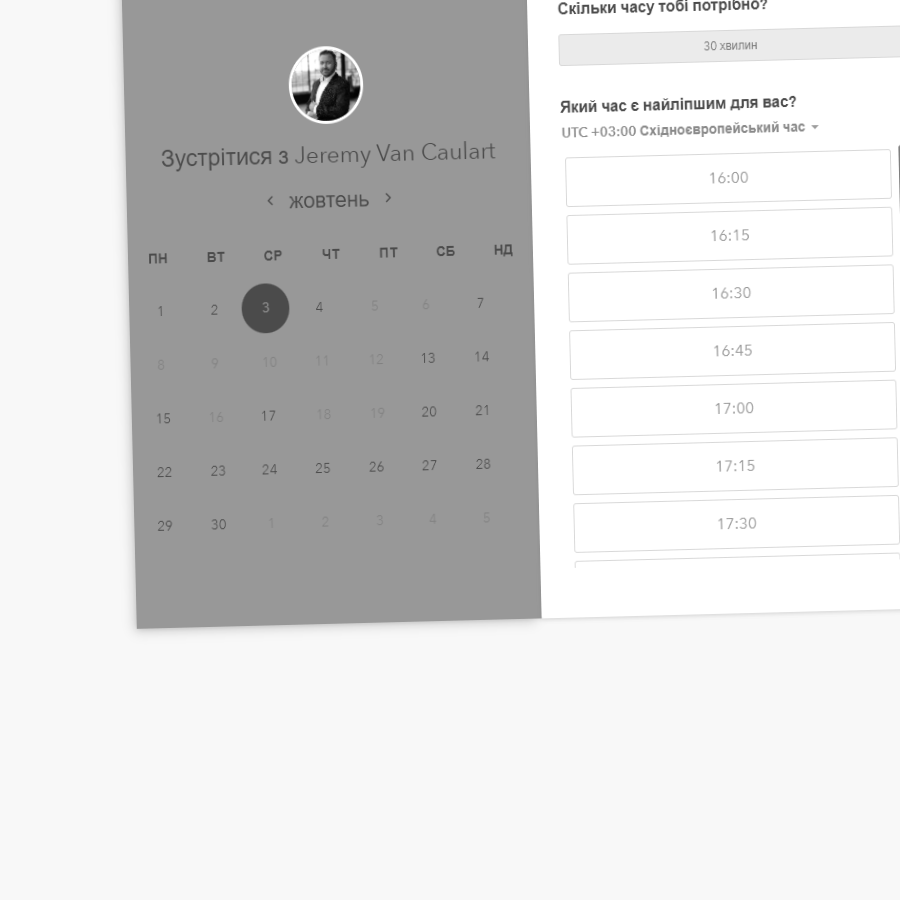 Зустрітися з Jeremy Van Caulart
жовтень
ПН ВТ СР ЧТ ПТ СБ НД
1 2 3 4 5 6 7
8 9 10 11 12 13 14
15 16 17 18 19 20 21
22 23 24 25 26 27 28
29 30 1 2 3 4 5
Скільки часу тобі потрібно?
30 хвилин
Який час є найліпшим для вас?
UTC +03:00 Східноєвропейський час
16:00
16:15
16:30
16:45
17:00
17:15
17:30